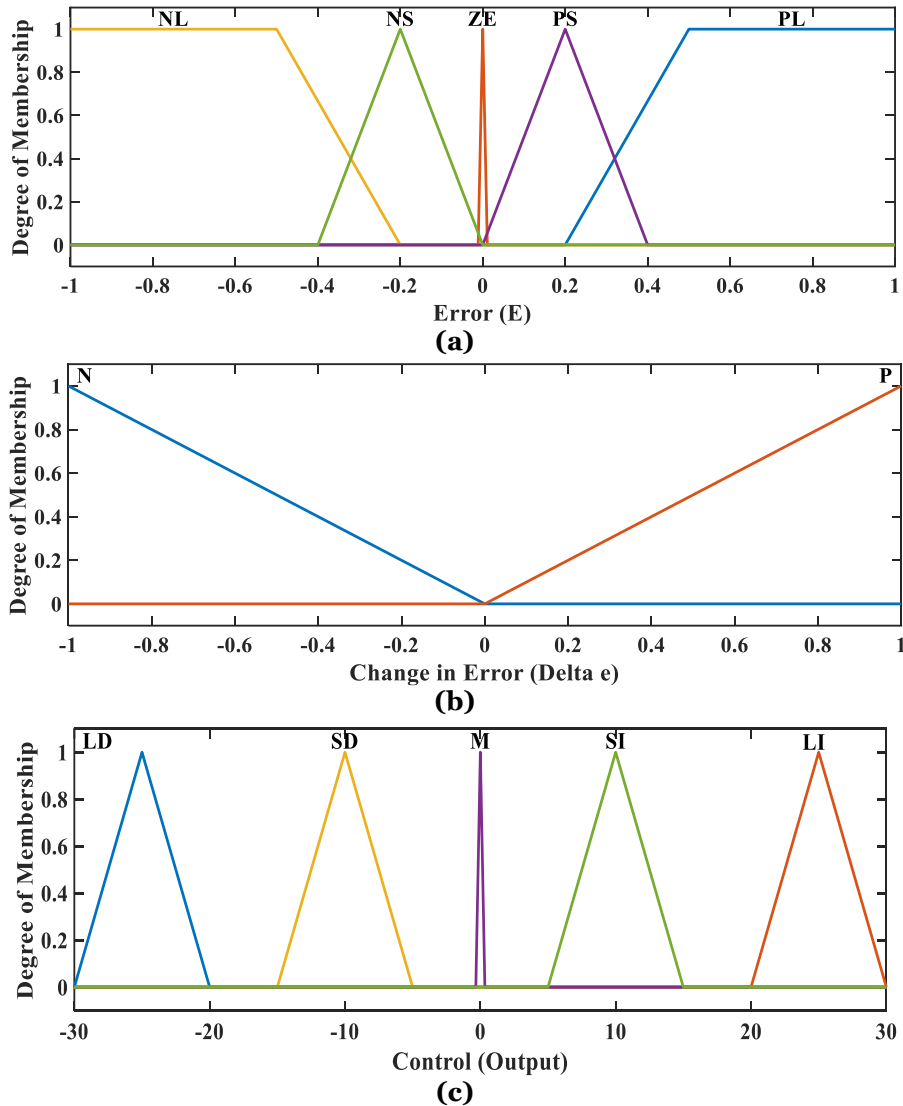 NL NS ZE PS PL
1
0.8
0.6
0.4
0.2
0
Degree of Membership
-1 -0.8 -0.6 -0.4 -0.2 0 0.2 0.4 0.6 0.8 1
Error (E)
(a)
N P
1
0.8
0.6
0.4
0.2
0
Degree of Membership
-1 -0.8 -0.6 -0.4 -0.2 0 0.2 0.4 0.6 0.8 1
Change in Error (Delta e)
(b)
LD SD M SI LI
1
0.8
0.6
0.4
0.2
0
Degree of Membership
-30 -20 -10 0 10 20 30
Control (Output)
(c)